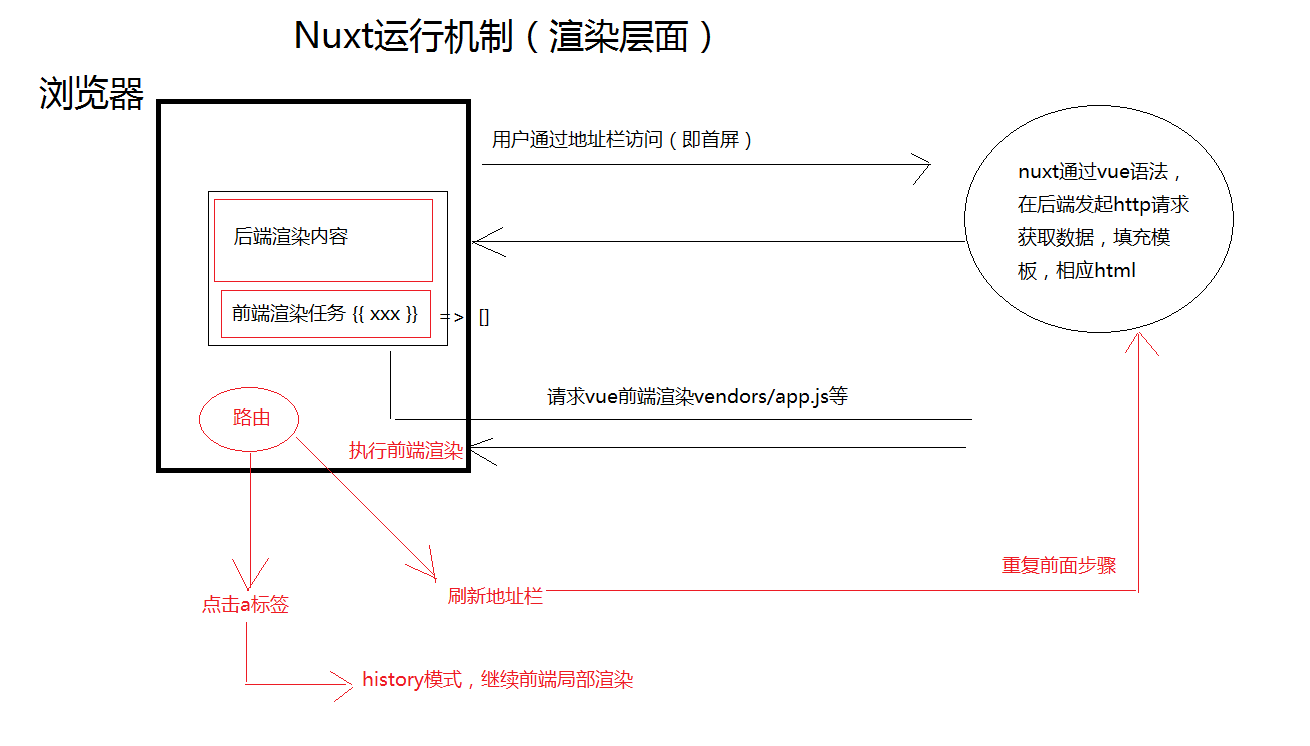 Nuxt运行机制（渲染层面）
浏览器
用户通过地址栏访问（即首屏）
nuxt通过vue语法，
在后端发起http请求
获取数据，填充模
板，相应html
后端渲染内容
前端渲染任务 {{ xxx }}
=> []
请求vue前端渲染vendors/app.js等
路由
执行前端渲染
重复前面步骤
点击a标签
刷新地址栏
history模式，继续前端局部渲染